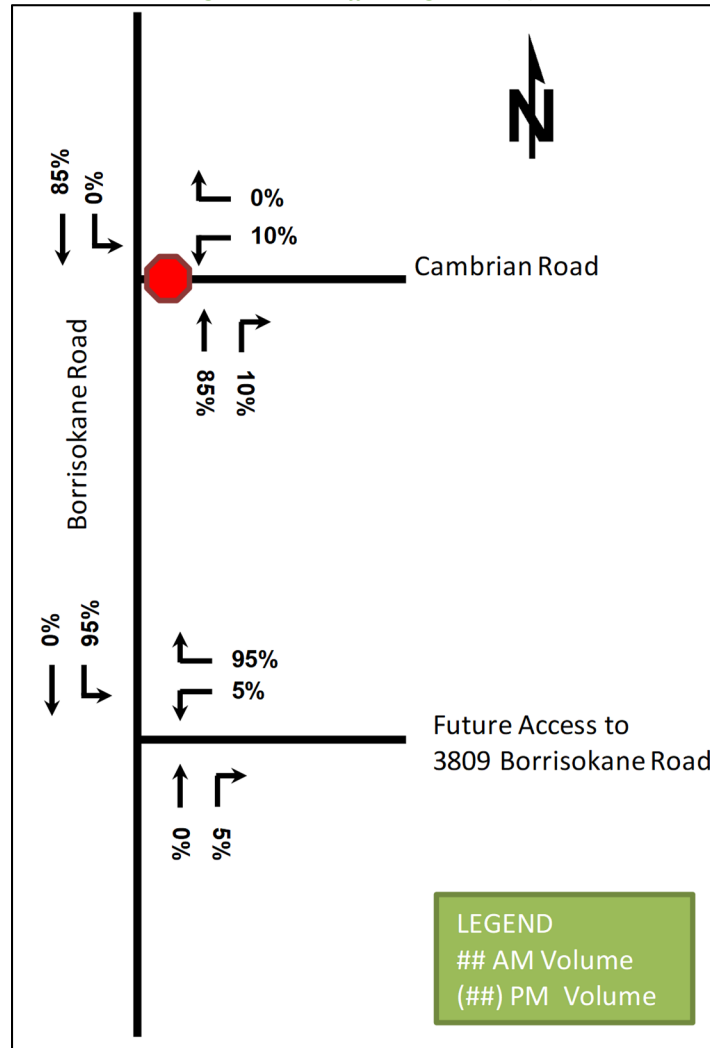 N
85%
0%
0%
10%
Cambrian Road
85%
10%
Borrisokane Road
0%
95%
95%
5%
Future Access to
3809 Borrisokane Road
0%
5%
LEGEND
## AM Volume
(##) PM Volume